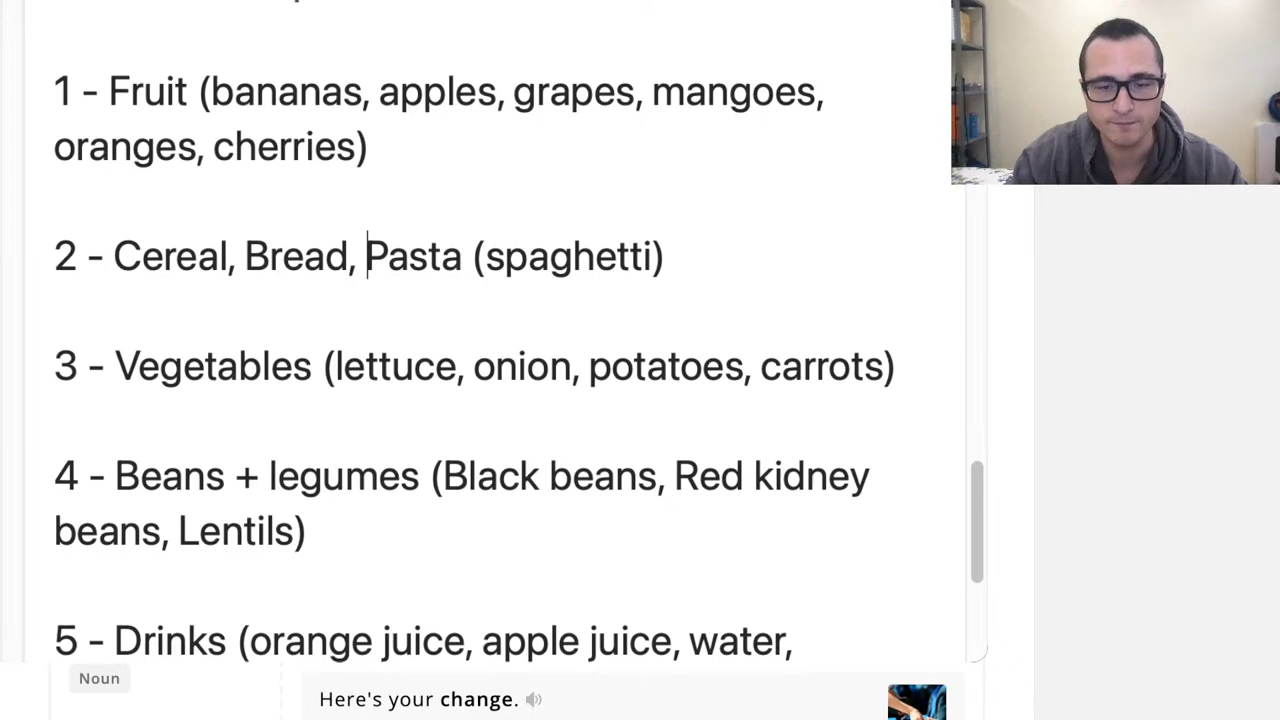 1 - Fruit (bananas, apples, grapes, mangoes,
oranges, cherries)
2 - Cereal, Bread, Pasta (spaghetti)
3 - Vegetables (lettuce, onion, potatoes, carrots)
4 - Beans + legumes (Black beans, Red kidney
beans, Lentils)
5 - Drinks (orange juice, apple juice, water,
Noun
Here's your change.